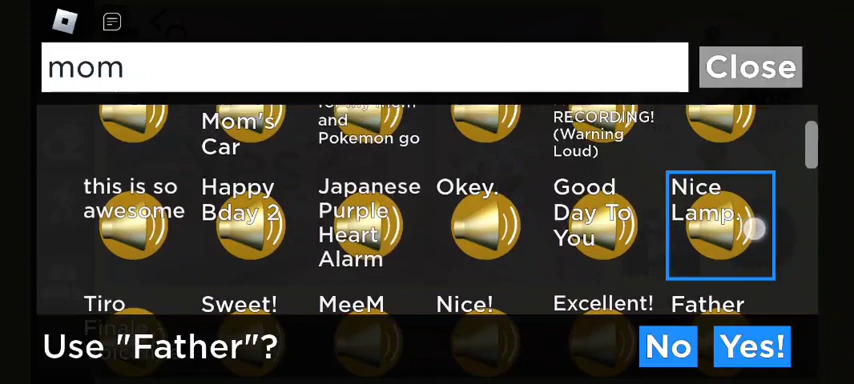 mom
Close
Mom's
Car
and
Pokemon go
RECORDING!
(Warning
Loud)
this is so
awesome
Happy
Bday 2
Japanese
Purple
Heart
Alarm
Okey.
Good
Day To
You
Nice
Lamp.
Tiro
Finale -
Sweet!
MeeM
Nice!
Excellent!
Father
Use "Father"?
No
Yes!